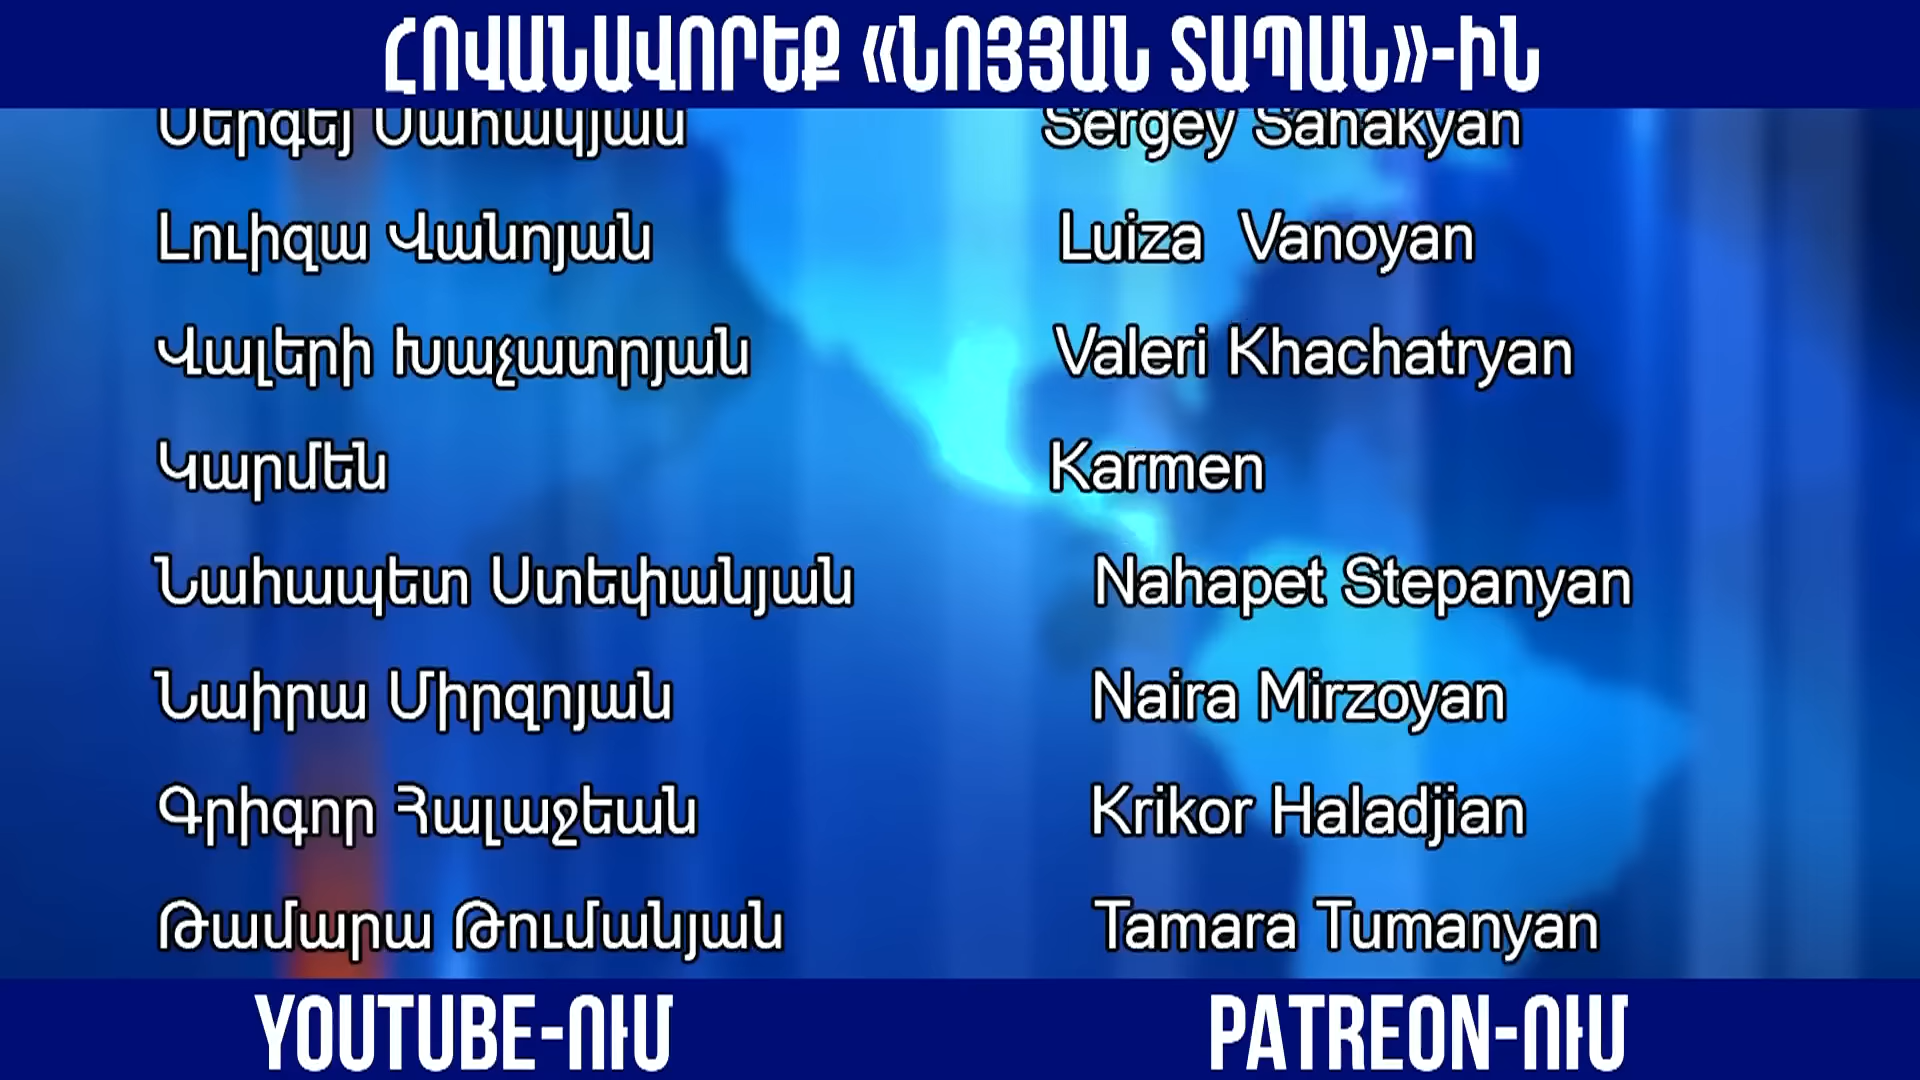 ՀՈՎԱՆԱՎՈՐԵՔ «ՆՈՅՅԱՆ ՏԱՊԱՆ»-ԻՆ
Սերգեյ Սահակյան Sergey Sahakyan
Լուիզա Վանոյան Luiza Vanoyan
Վալերի Խաչատրյան Valeri Khachatryan
Կարմեն Karmen
Նահապետ Ստեփանյան Nahapet Stepanyan
Նաիրա Միրզոյան Naira Mirzoyan
Գրիգոր Հալաջեան Krikor Haladjian
Թամարա Թումանյան Tamara Tumanyan
YOUTUBE-ՈՒՄ PATREON-ՈՒՄ